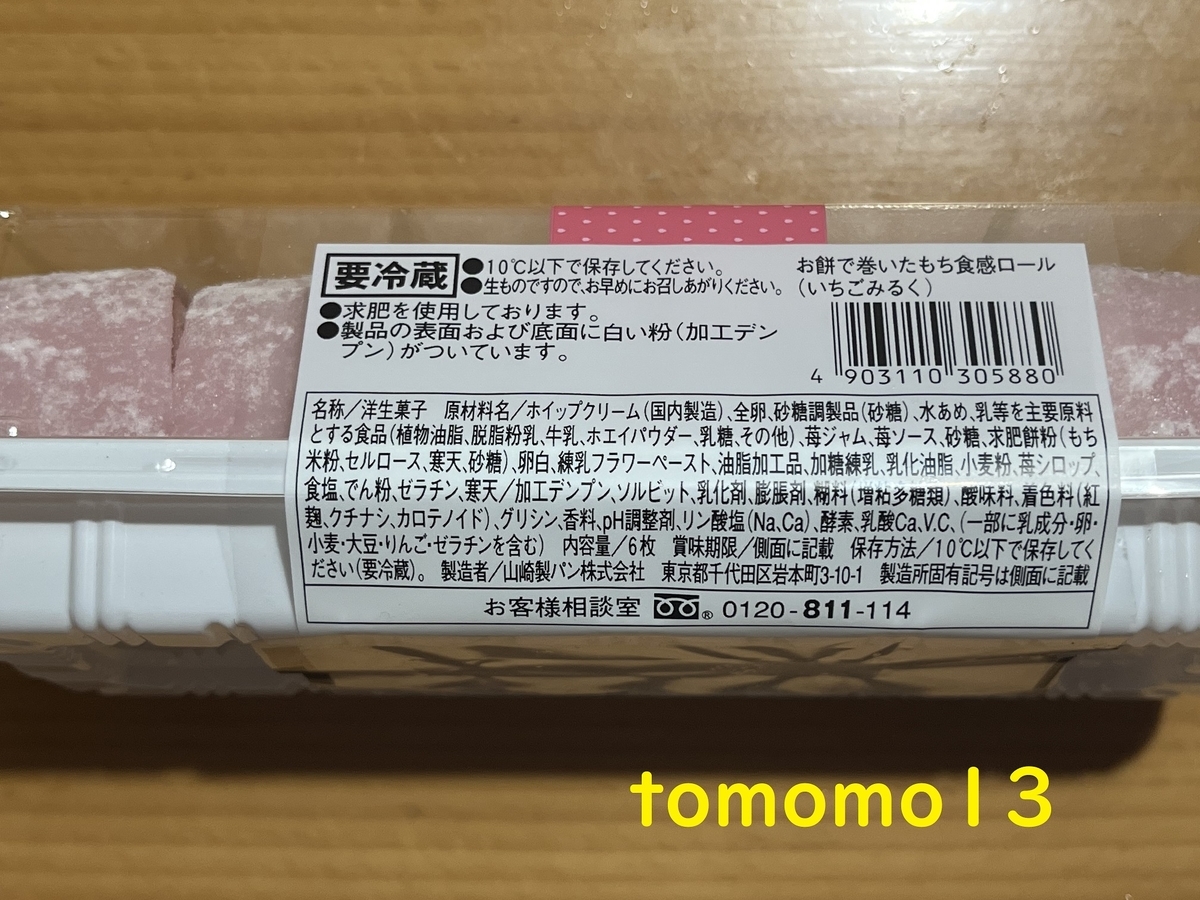 要冷蔵
●10℃以下で保存してください。
●生ものですので、お早めにお召しあがりください。
●求肥を使用しております。
●製品の表面および底面に白い粉(加工デン
プン)がついています。
お餅で巻いたもち食感ロール
(いちごみるく)
4 903110 305880
名称/洋生菓子 原材料名/ホイップクリーム(国内製造)、全卵、砂糖調製品(砂糖)、水あめ、乳等を主要原料
とする食品(植物油脂、脱脂粉乳、牛乳、ホエイパウダー、乳糖、その他)、苺ジャム、苺ソース、砂糖、求肥餅粉(もち
米粉、セルロース、寒天、砂糖)、卵白、練乳フラワーペースト、油脂加工品、加糖練乳、乳化油脂、小麦粉、苺シロップ、
食塩、でん粉、ゼラチン、寒天/加工デンプン、ソルビット、乳化剤、膨脹剤、糊料(増粘多糖類)、酸味料、着色料(紅
麹、クチナシ、カロテノイド)、グリシン、香料、pH調整剤、リン酸塩(Na、Ca)、酵素、乳酸Ca、V.C、(一部に乳成分・卵・
小麦・大豆・りんご・ゼラチンを含む) 内容量/6枚 賞味期限/側面に記載 保存方法/10℃以下で保存してく
ださい(要冷蔵)。 製造者/山崎製パン株式会社 東京都千代田区岩本町3-10-1 製造所固有記号は側面に記載
お客様相談室 ® 0120-811-114
tomomo13